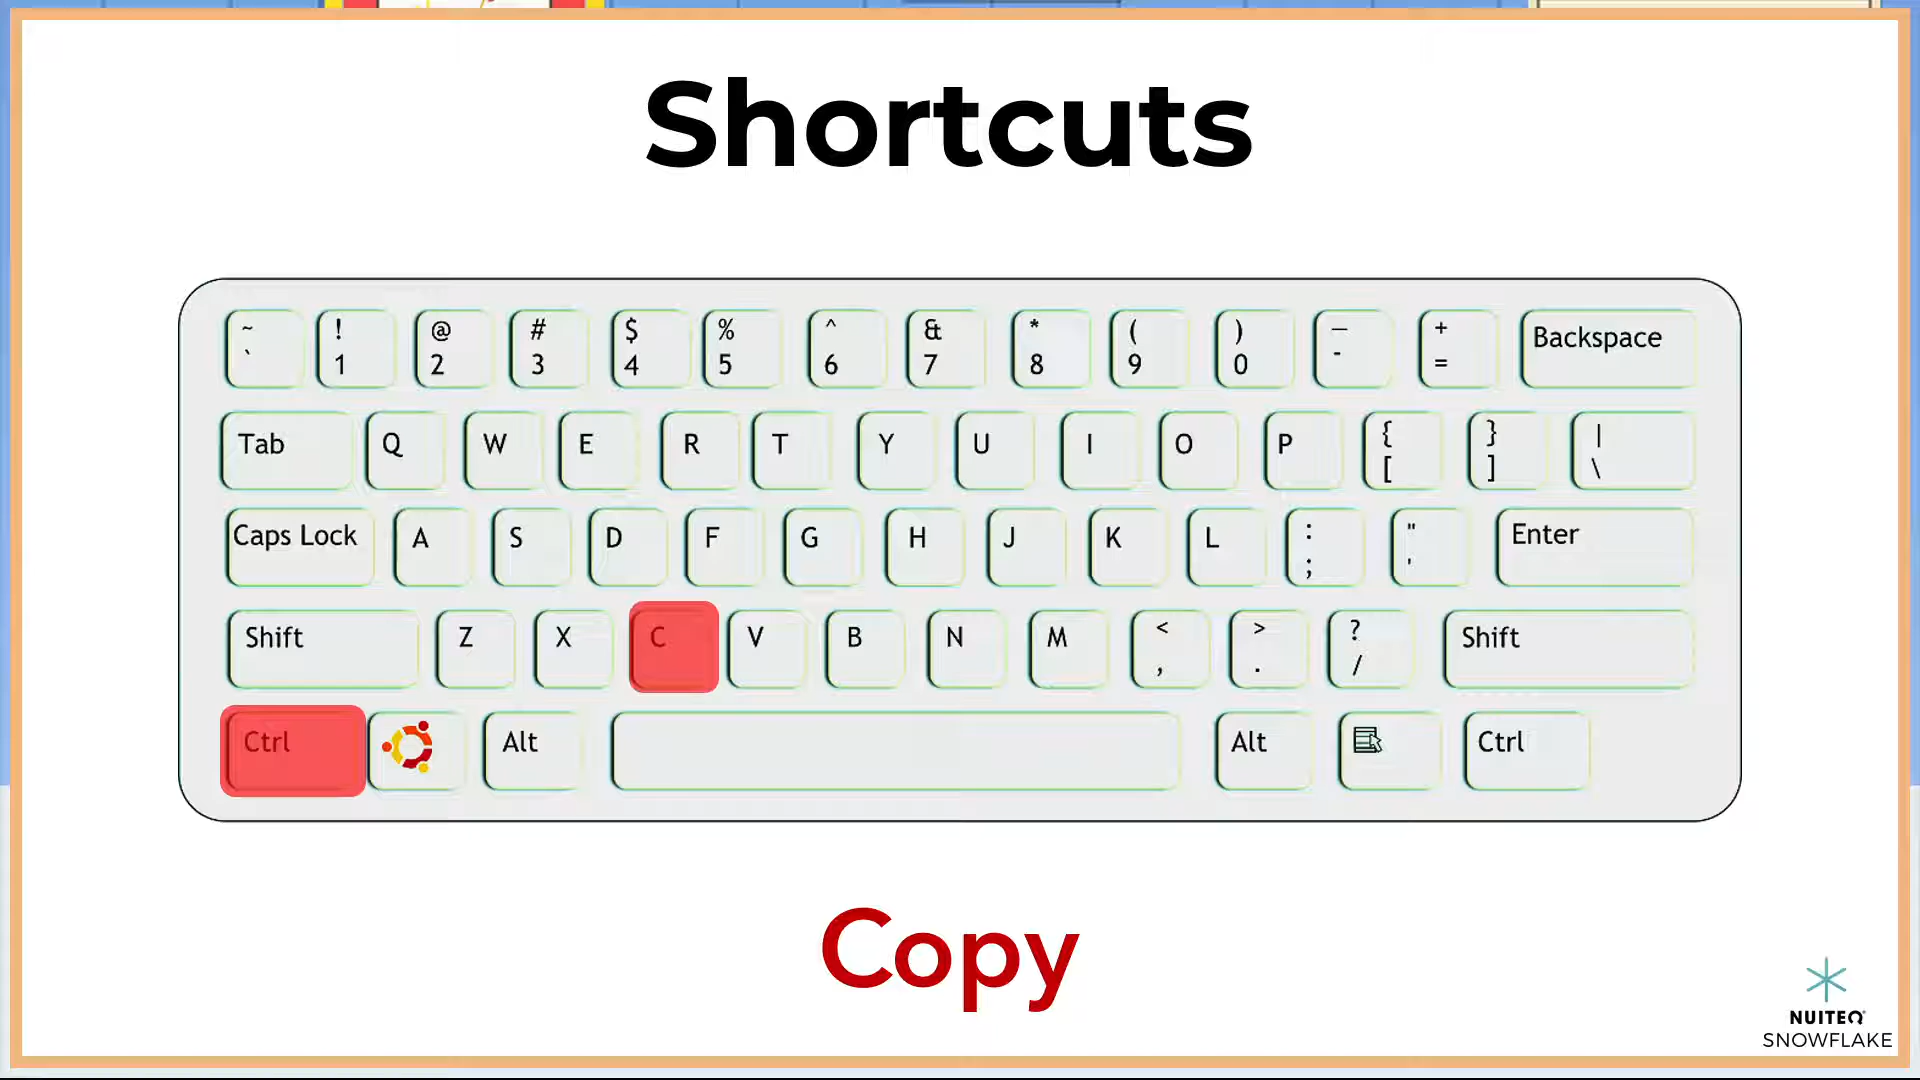 Shortcuts
~ ! @ # $ % ^ & * ( ) _ + Backspace
` 1 2 3 4 5 6 7 8 9 0 - =
Tab Q W E R T Y U I O P { } |
[ ] \
Caps Lock A S D F G H J K L : " Enter
; '
Shift Z X C V B N M < > ? Shift
, . /
Ctrl Alt Alt Ctrl
Copy
NUITEQ
SNOWFLAKE